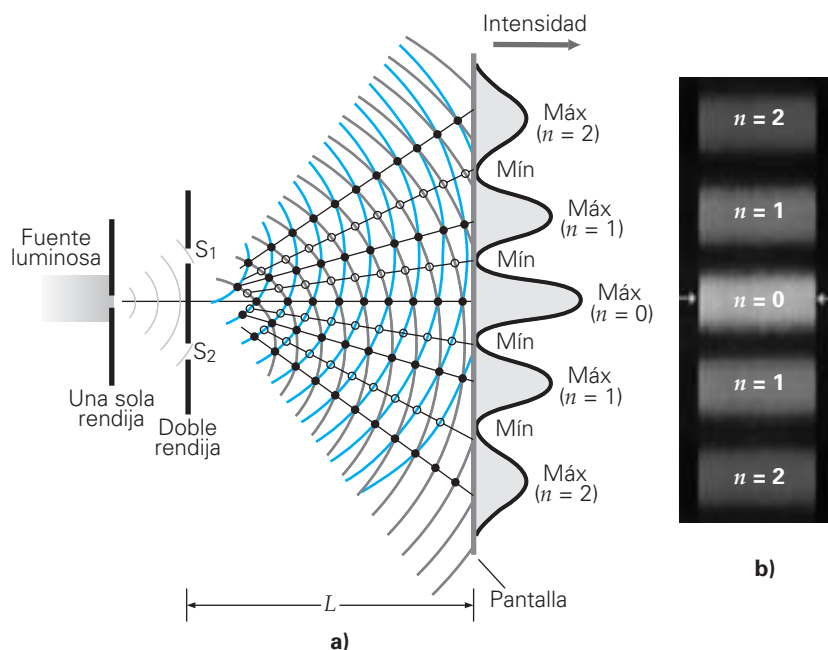 Intensidad
Máx
(n = 2)
Mín
Máx
(n = 1)
Mín
Máx
(n = 0)
Mín
Máx
(n = 1)
Mín
Máx
(n = 2)
Fuente
luminosa
S1
S2
Una sola
rendija
Doble
rendija
L
Pantalla
a)
n = 2
n = 1
n = 0
n = 1
n = 2
b)